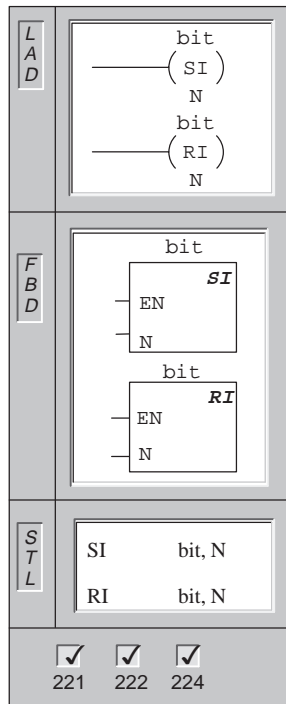 L
A
D
bit
SI
N
bit
RI
N
F
B
D
bit
SI
EN
N
bit
RI
EN
N
S
T
L
SI bit, N
RI bit, N
221 222 224